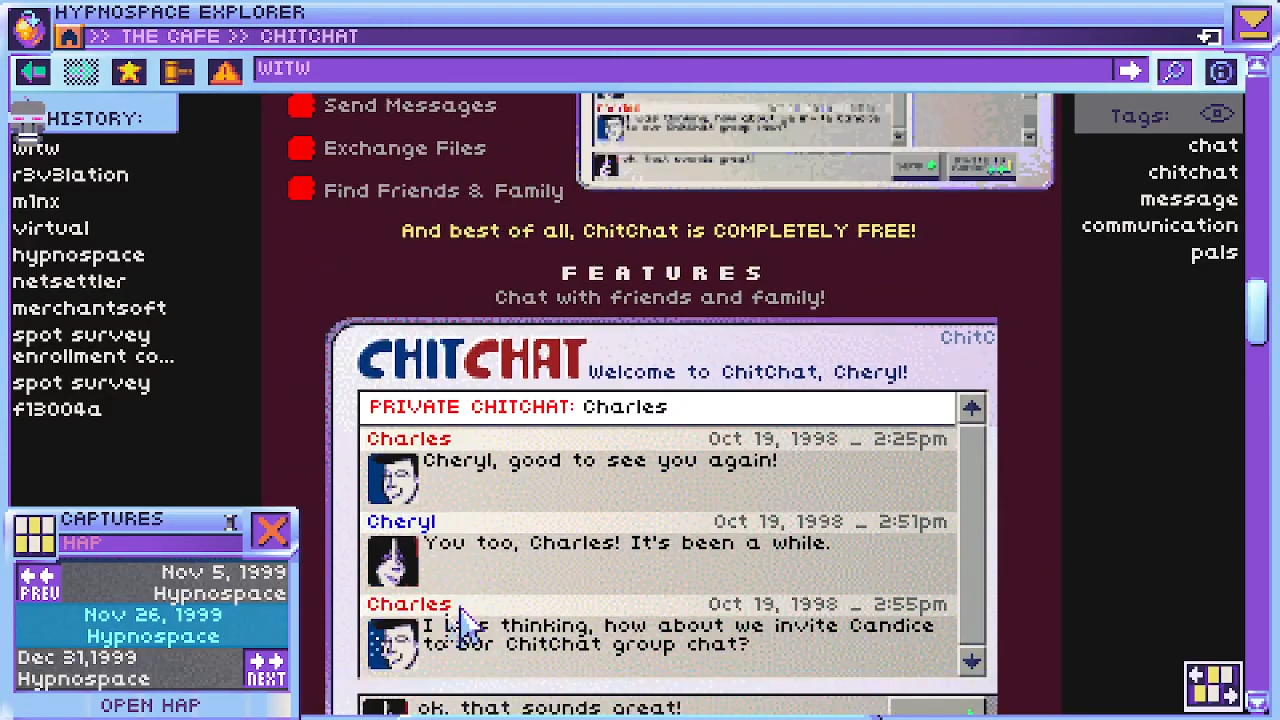 HYPNOSPACE EXPLORER
>> THE CAFE >> CHITCHAT
WITW
HISTORY:
witw
r3v3lation
m1nx
virtual
hypnospace
netsettler
merchantsoft
spot survey
enrollment co...
spot survey
f13004a
Send Messages
Exchange Files
Find Friends & Family
ok, that sounds great!
And best of all, ChitChat is COMPLETELY FREE!
FEATURES
Chat with friends and family!
ChitC
CHITCHAT Welcome to ChitChat, Cheryl!
PRIVATE CHITCHAT: Charles
Charles Oct 19, 1998 _ 2:25pm
Cheryl, good to see you again!
Cheryl Oct 19, 1998 _ 2:51pm
You too, Charles! It's been a while.
Charles Oct 19, 1998 _ 2:55pm
I thinking, how about we invite Candice
to our ChitChat group chat?
ok, that sounds great!
Tags:
chat
chitchat
message
communication
pals
CAPTURES
HAP
PREV
Nov 5, 1999
Hypnospace
Nov 26, 1999
Hypnospace
Dec 31,1999
Hypnospace
NEXT
OPEN HAP